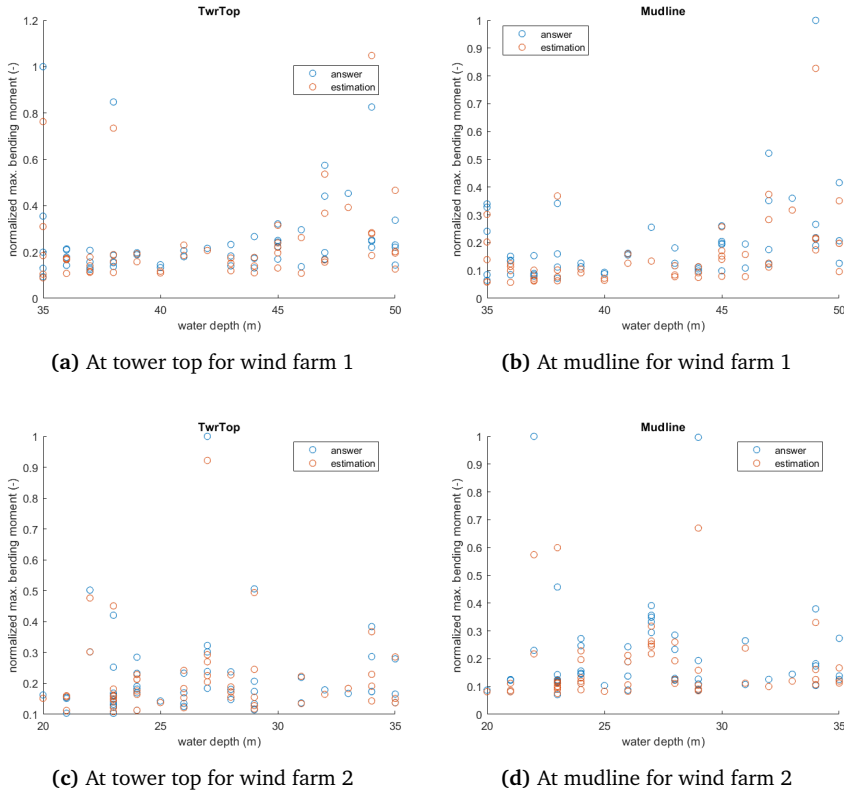 TwrTop
normalized max. bending moment (-)
1.2
1
0.8
0.6
0.4
0.2
0
answer
estimation
35
40
45
50
water depth (m)
(a) At tower top for wind farm 1
Mudline
normalized max. bending moment (-)
1
0.9
0.8
0.7
0.6
0.5
0.4
0.3
0.2
0.1
0
answer
estimation
35
40
45
50
water depth (m)
(b) At mudline for wind farm 1
TwrTop
normalized max. bending moment (-)
1
0.9
0.8
0.7
0.6
0.5
0.4
0.3
0.2
0.1
answer
estimation
20
25
30
35
water depth (m)
(c) At tower top for wind farm 2
Mudline
normalized max. bending moment (-)
1
0.9
0.8
0.7
0.6
0.5
0.4
0.3
0.2
0.1
0
answer
estimation
20
25
30
35
water depth (m)
(d) At mudline for wind farm 2